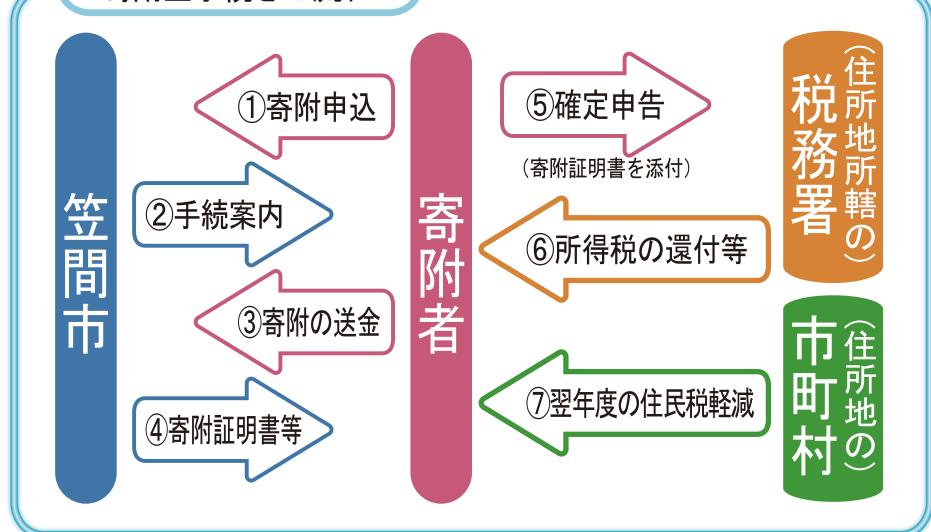 笠間市
①寄附申込
②手続案内
③寄附の送金
④寄附証明書等
寄附者
⑤確定申告
（寄附証明書を添付）
⑥所得税の還付等
⑦翌年度の住民税軽減
（住所地所轄の）
税務署
（住所地の）
市町村